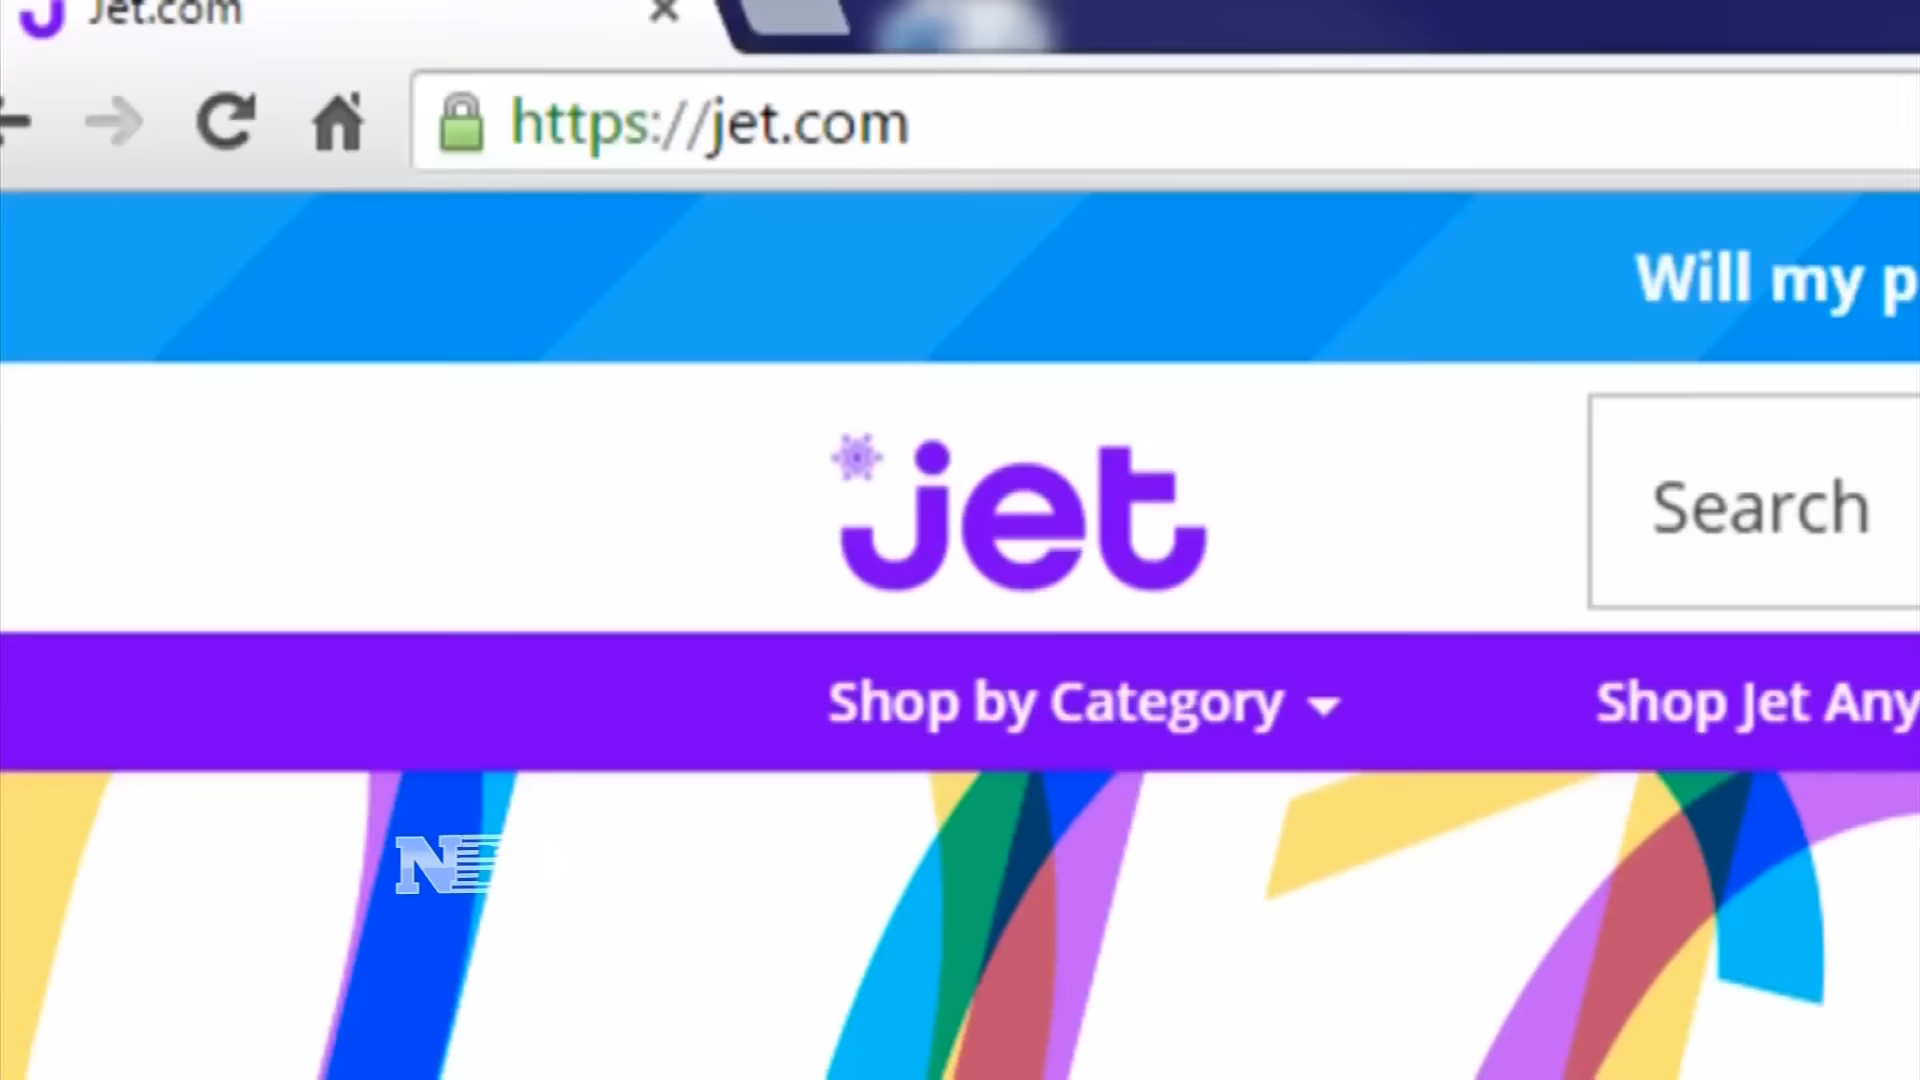 Jet.com
https://jet.com
Will my p
jet
Search
Shop by Category
Shop Jet Any